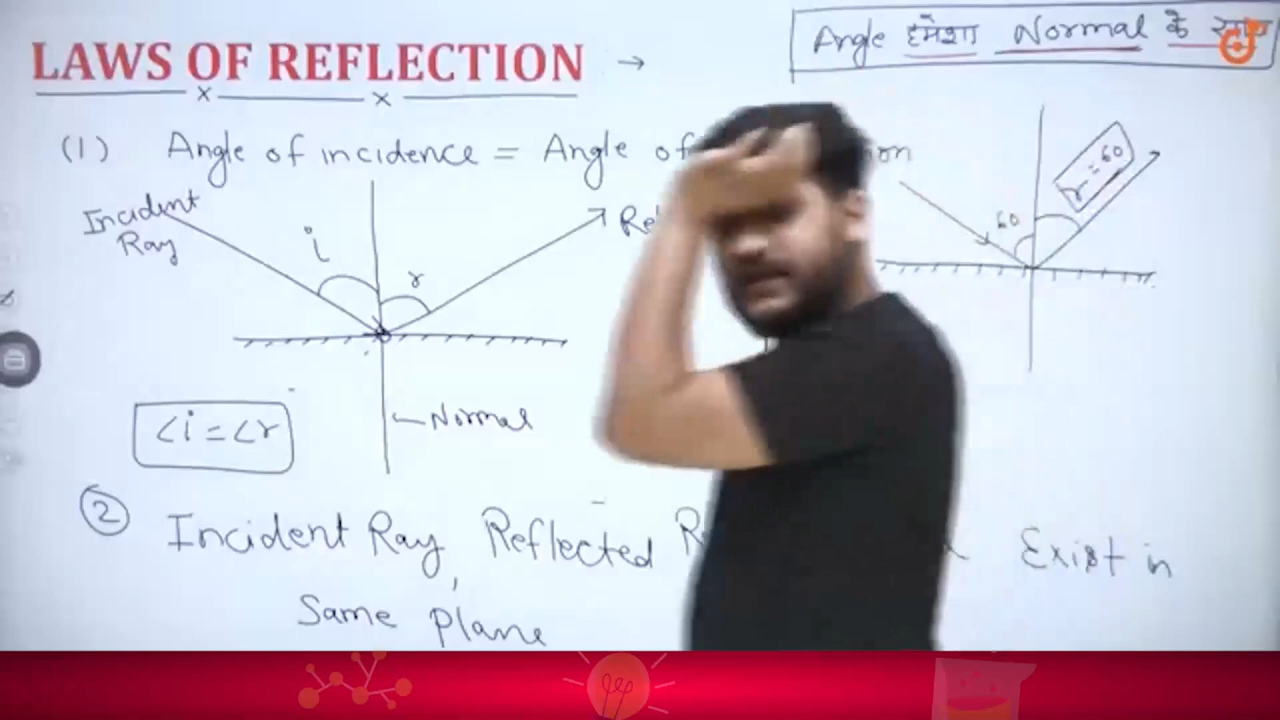 Angle हमेशा Normal के साथ
LAWS OF REFLECTION →
(1) Angle of incidence = Angle of
Incident
Ray
i
r
60
r = 60
∠i = ∠r
Normal
② Incident Ray, Reflected Exist in
Same plane